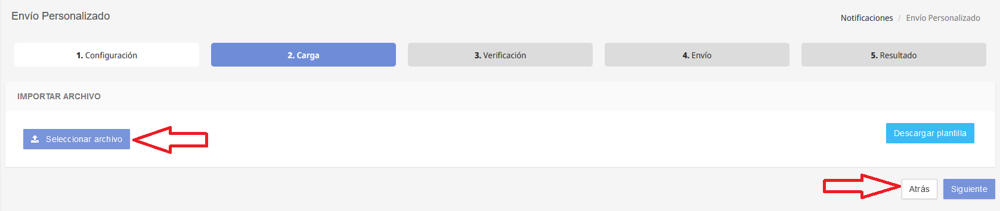 Envío Personalizado
Notificaciones / Envío Personalizado
1. Configuración
2. Carga
3. Verificación
4. Envío
5. Resultado
IMPORTAR ARCHIVO
Seleccionar archivo
Descargar plantilla
Atrás
Siguiente